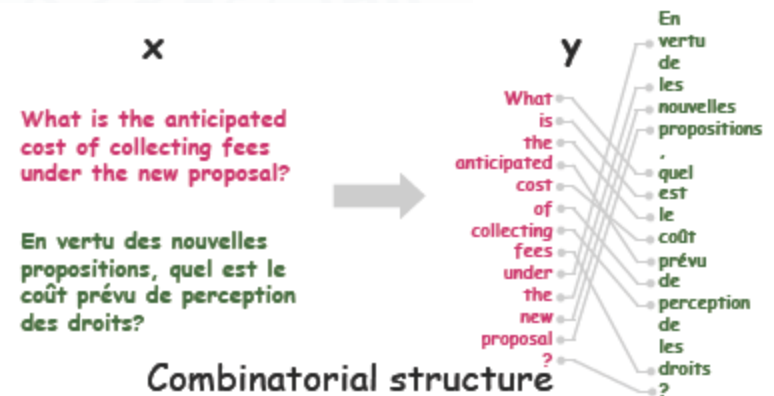 x
What is the anticipated
cost of collecting fees
under the new proposal?
En vertu des nouvelles
propositions, quel est le
coût prévu de perception
des droits?
y
What
is
the
anticipated
cost
of
collecting
fees
under
the
new
proposal
?
En
vertu
de
les
nouvelles
propositions
,
quel
est
le
coût
prévu
de
perception
de
les
droits
?
Combinatorial structure